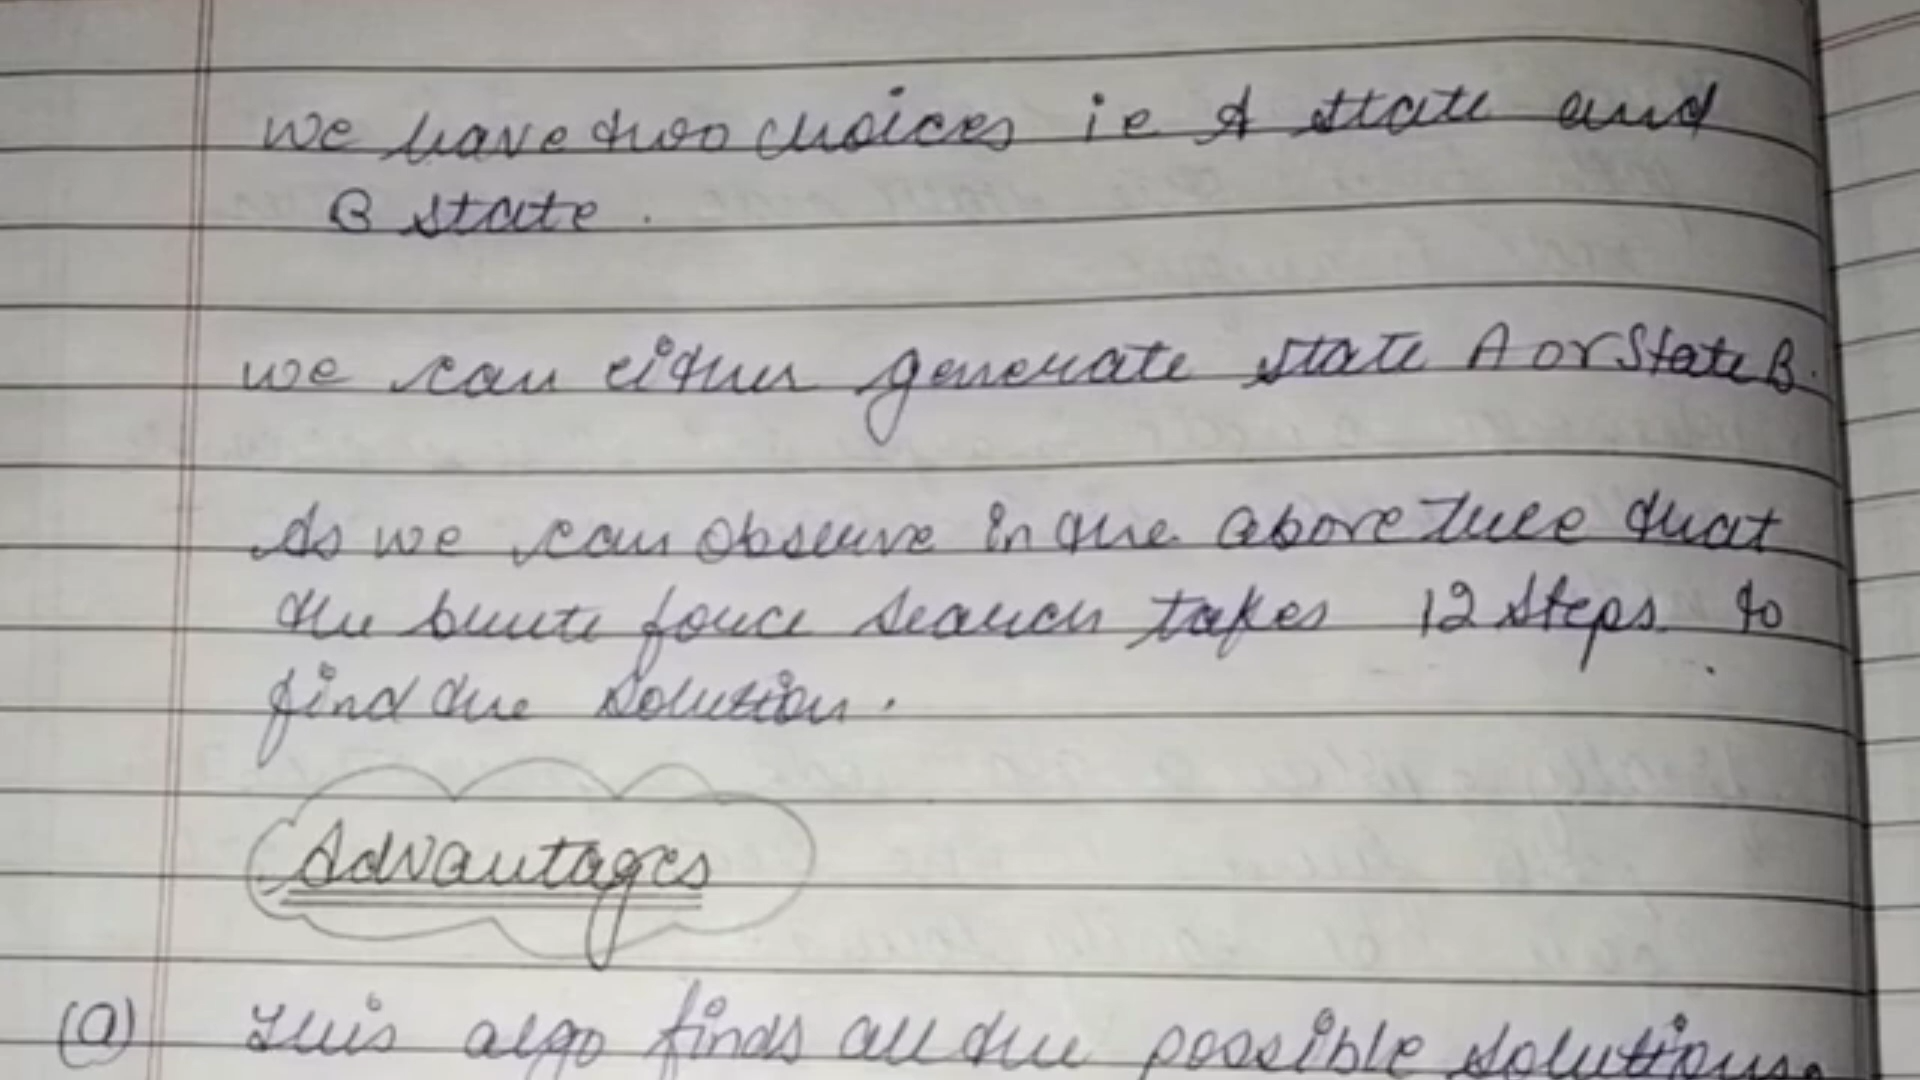 we have two choices ie A state and
B state.
we can either generate state A or State B.
As we can observe in the above tree that
the brute force search takes 12 steps to
find the solution.
Advantages
(a) This algo finds all the possible solutions